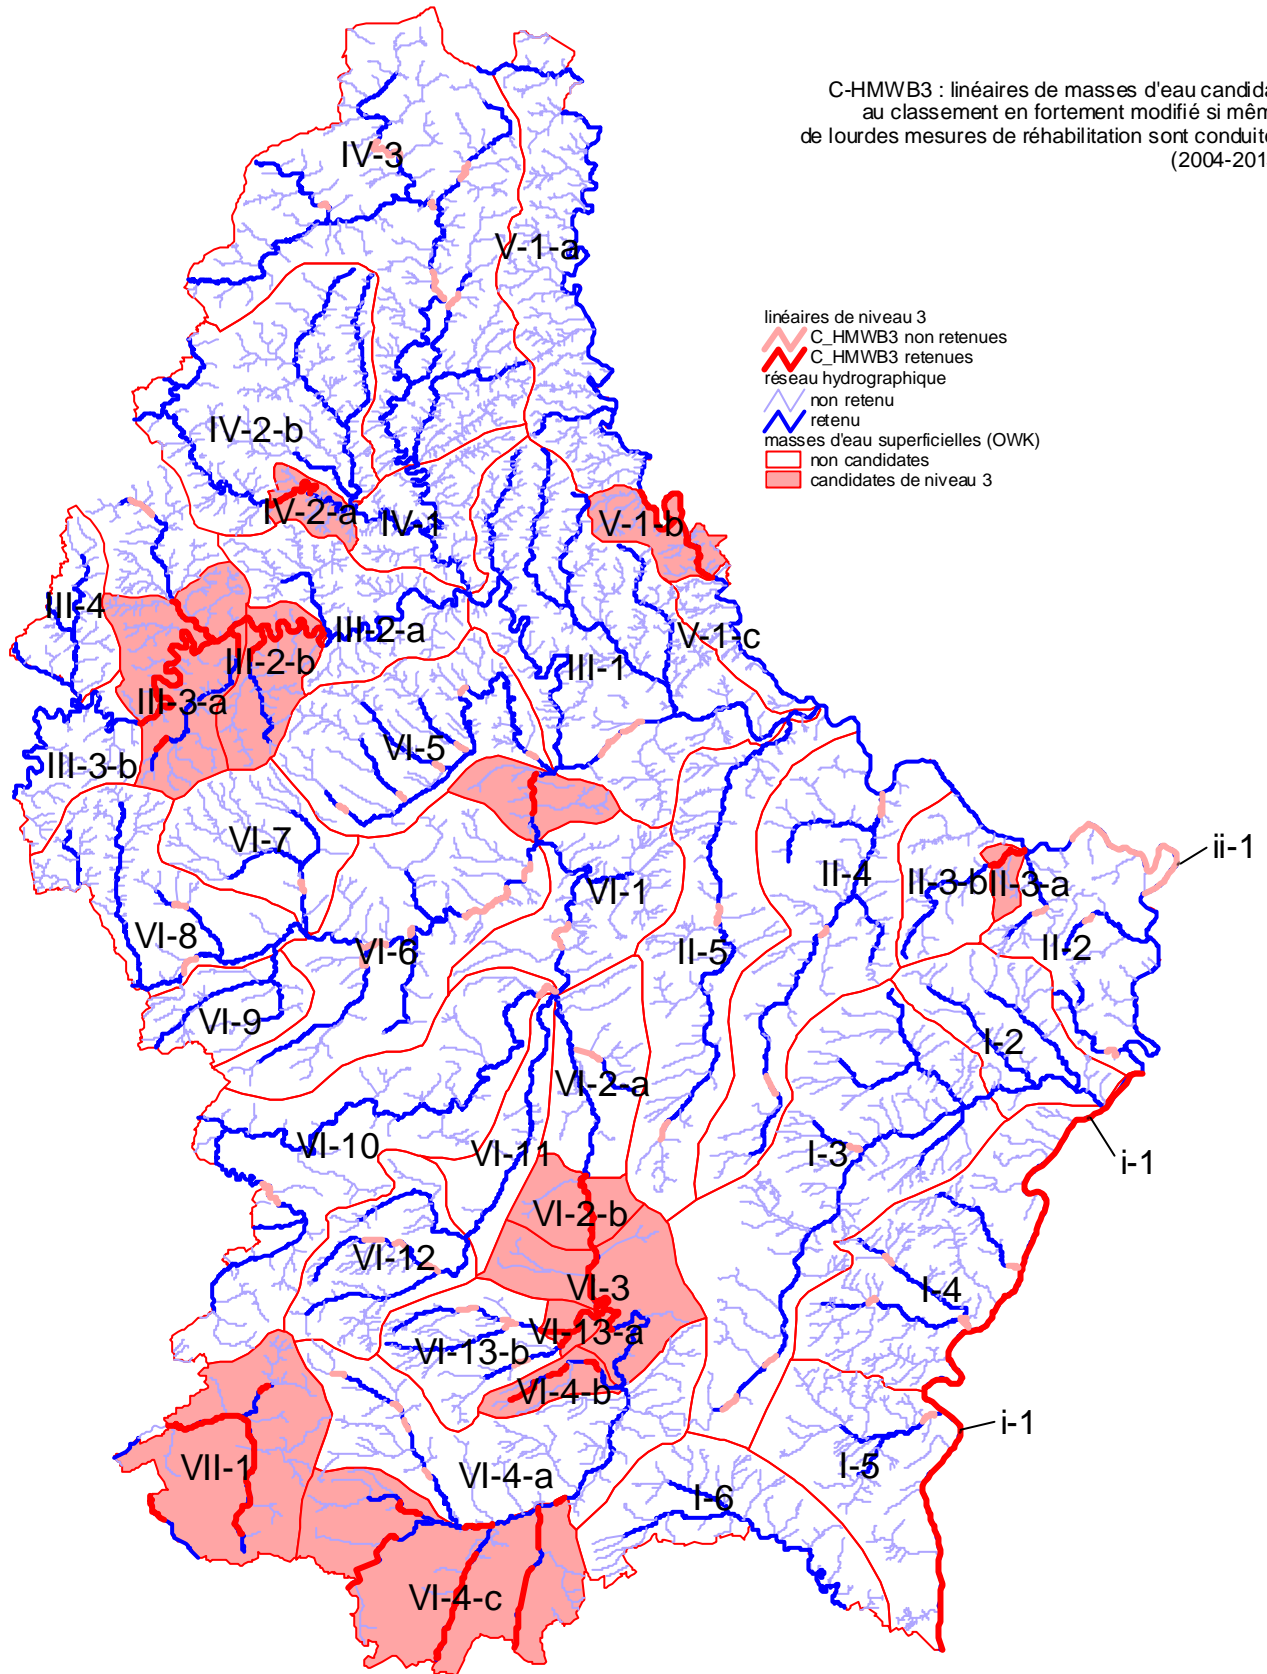 C-HMWB3 : linéaires de masses d'eau candida
au classement en fortement modifié si mêm
de lourdes mesures de réhabilitation sont conduite
(2004-201
linéaires de niveau 3
C_HMWB3 non retenues
C_HMWB3 retenues
réseau hydrographique
non retenu
retenu
masses d'eau superficielles (OWK)
non candidates
candidates de niveau 3
IV-3
V-1-a
IV-2-b
IV-2-a
IV-1
V-1-b
III-4
III-2-a
III-2-b
III-1
V-1-c
III-3-a
III-3-b
VI-5
VI-7
VI-1
II-4
II-3-b
II-3-a
ii-1
VI-8
VI-6
II-5
II-2
VI-9
I-2
VI-2-a
VI-10
VI-11
I-3
i-1
VI-2-b
VI-12
VI-3
I-4
VI-13-a
VI-13-b
VI-4-b
i-1
VII-1
VI-4-a
I-5
I-6
VI-4-c